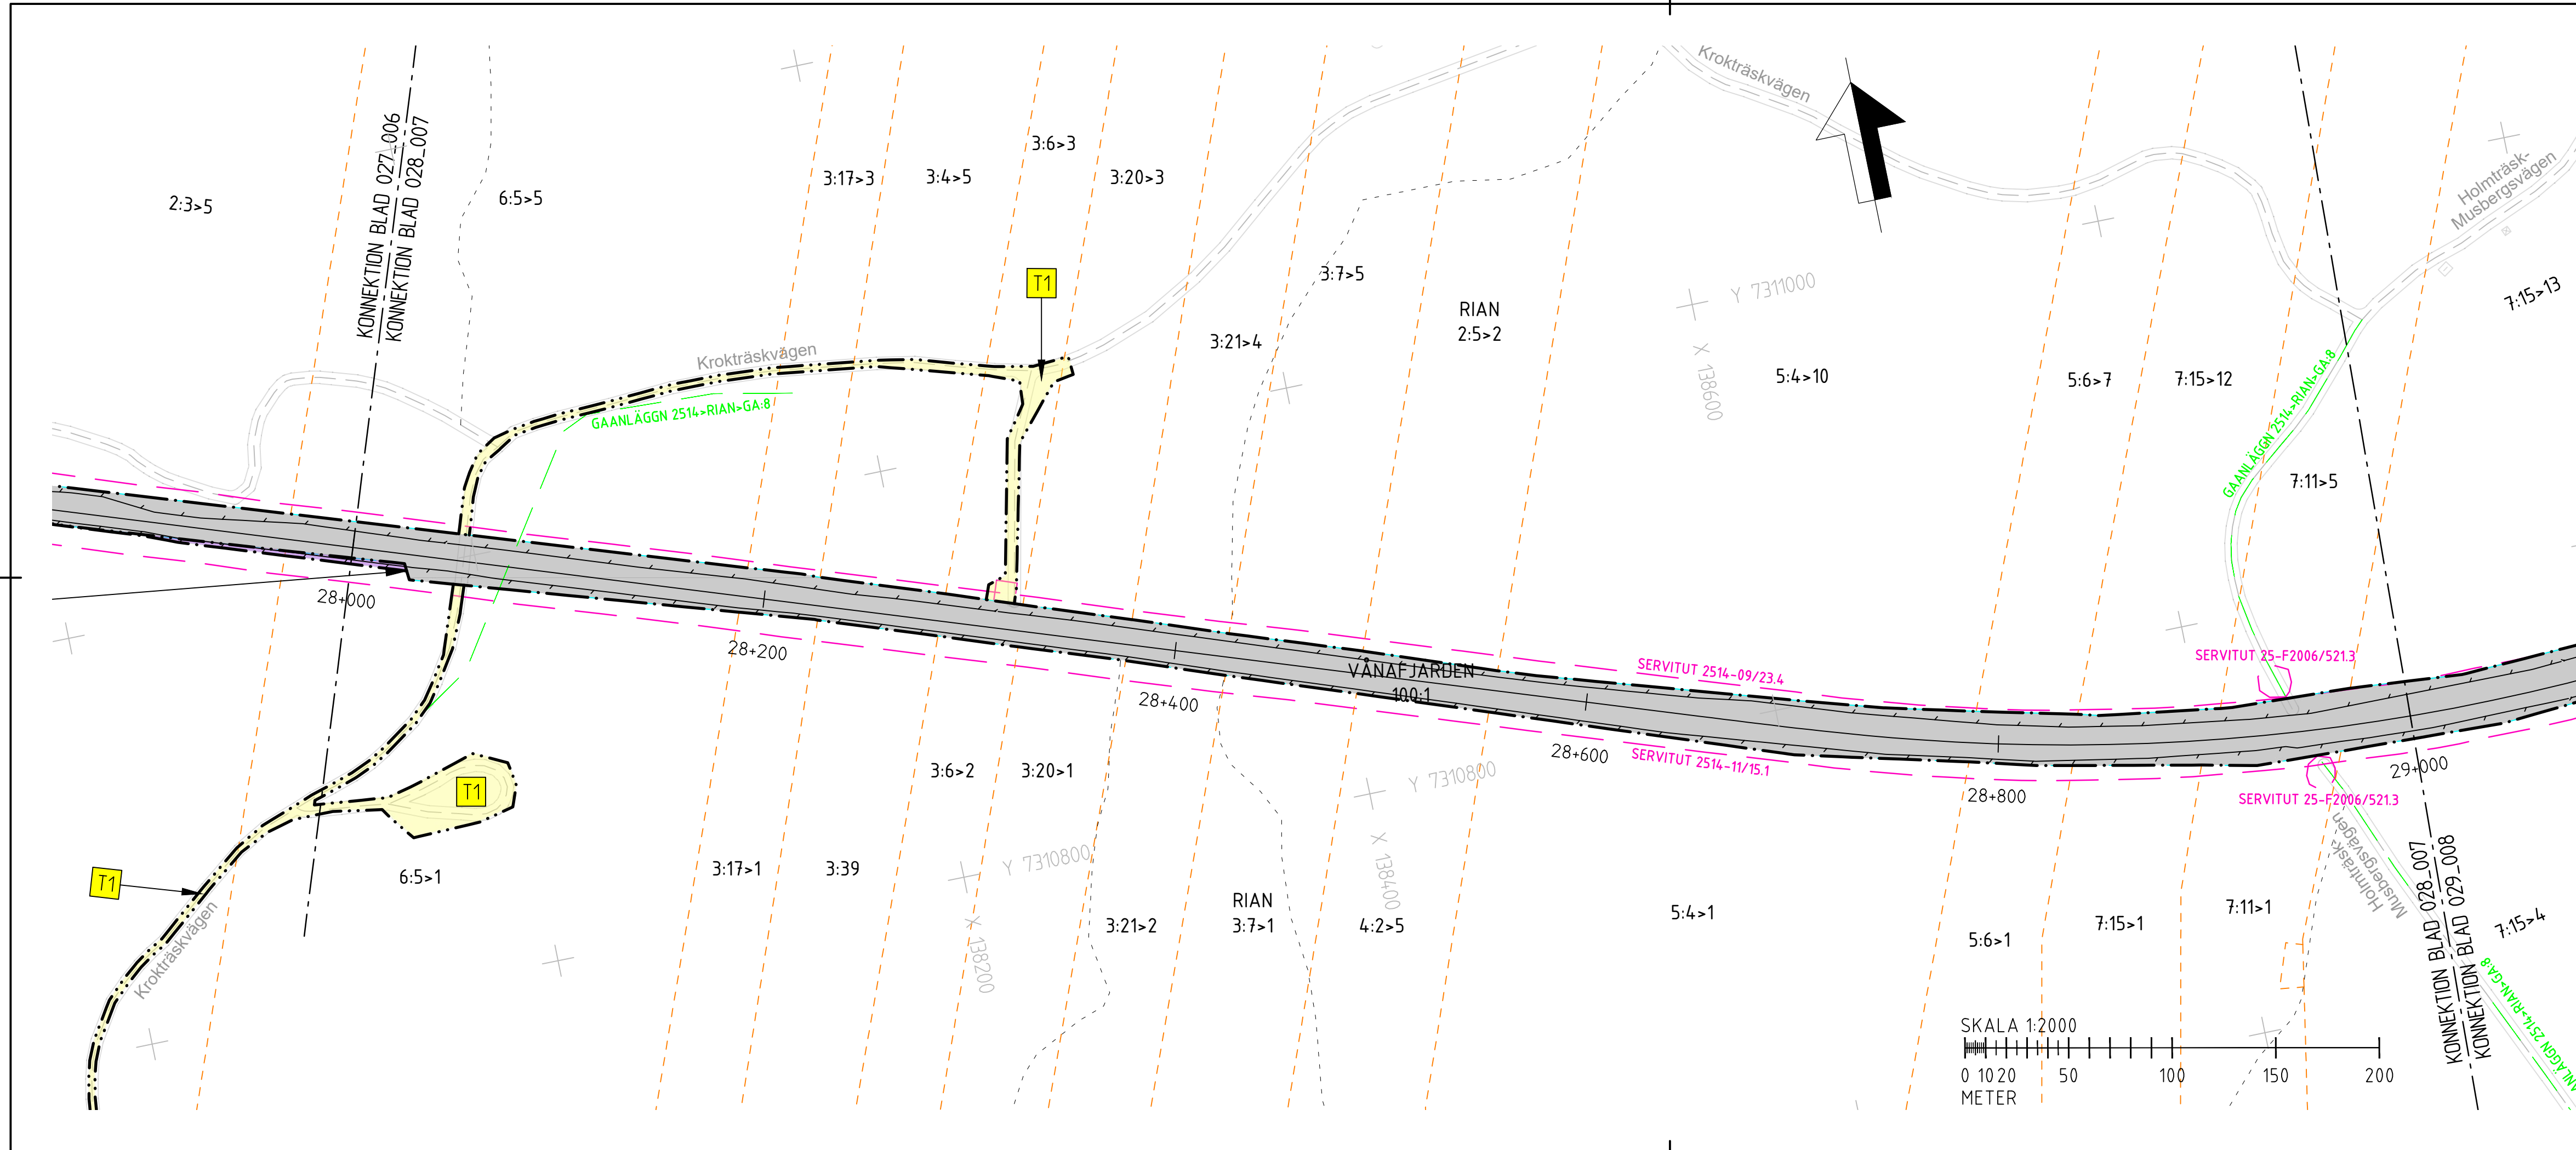 Krokträskvägen
KONNEKTION BLAD 027_006
KONNEKTION BLAD 028_007
3:6>3
3:17>3
3:4>5
3:20>3
2:3>5
6:5>5
Holmträsk-
Musbergsvägen
T1
3:7>5
Y 7311000
7:15>13
RIAN
2:5>2
3:21>4
X 138600
Krokträskvägen
5:4>10
5:6>7
7:15>12
GAANLÄGGN 2514>RIAN>GA:8
GAANLÄGGN 2514>RIAN>GA:8
7:11>5
28+000
28+200
VÅNAFJÄRDEN
100:1
SERVITUT 2514-09/23.4
SERVITUT 25-F2006/521.3
28+400
28+600
SERVITUT 2514-11/15.1
3:6>2
3:20>1
Y 7310800
28+800
29+000
SERVITUT 25-F2006/521.3
T1
T1
6:5>1
3:17>1
3:39
Y 7310800
X 138400
Holmträsk-
Musbergsvägen
KONNEKTION BLAD 028_007
KONNEKTION BLAD 029_008
Krokträskvägen
X 138200
3:21>2
RIAN
3:7>1
4:2>5
5:4>1
5:6>1
7:15>1
7:11>1
7:15>4
GAANLÄGGN 2514>RIAN>GA:8
SKALA 1:2000
0 10 20 50 100 150 200
METER